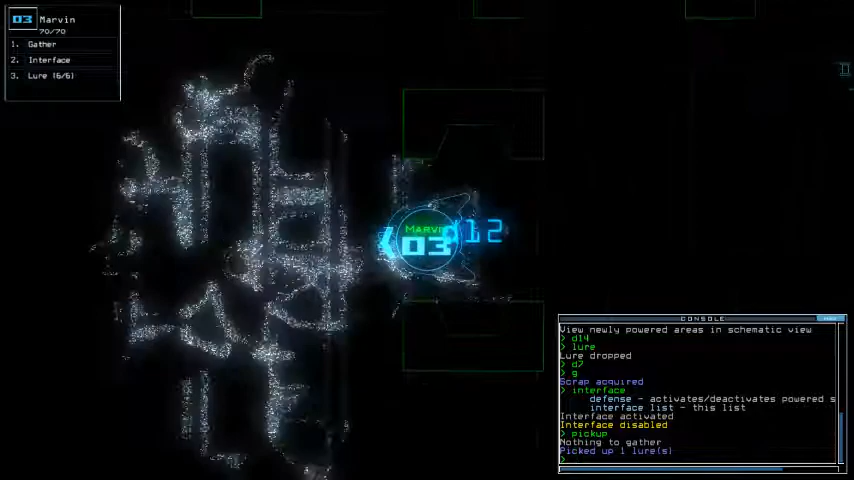 03 Marvin
70/70
1. Gather
2. Interface
3. Lure (6/6)
MARVIN
03
d12
CONSOLE
View newly powered areas in schematic view
> d14
> lure
Lure dropped
> d7
> g
Scrap acquired
> interface
defense - activates/deactivates powered s
interface list - this list
Interface activated
Interface disabled
> pickup
Nothing to gather
Picked up 1 lure(s)
>